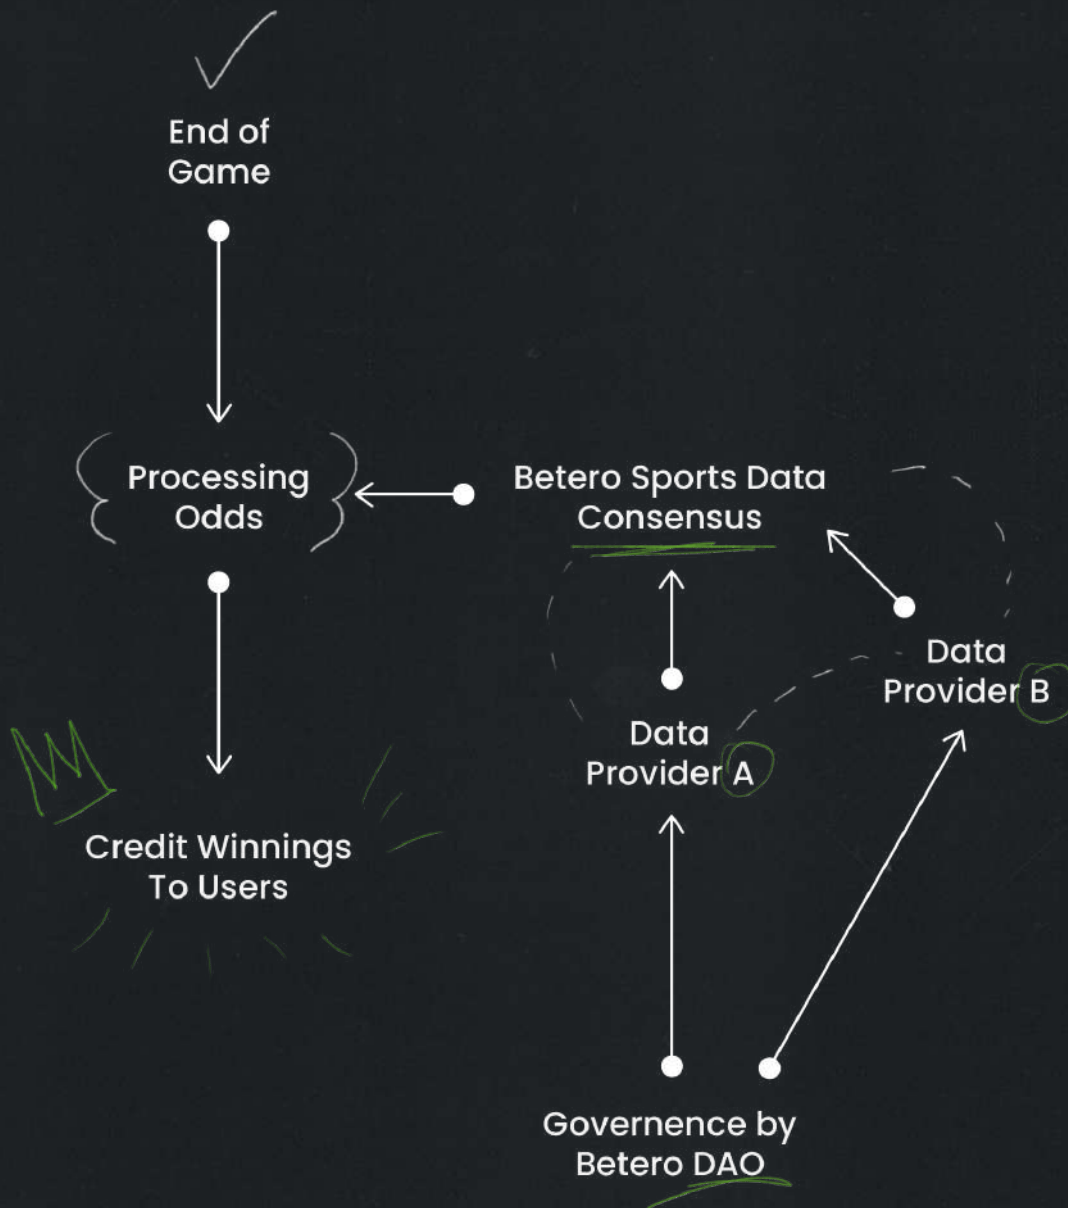 End of
Game
Processing
Odds
Betero Sports Data
Consensus
Data
Provider B
Data
Provider A
Credit Winnings
To Users
Governence by
Betero DAO